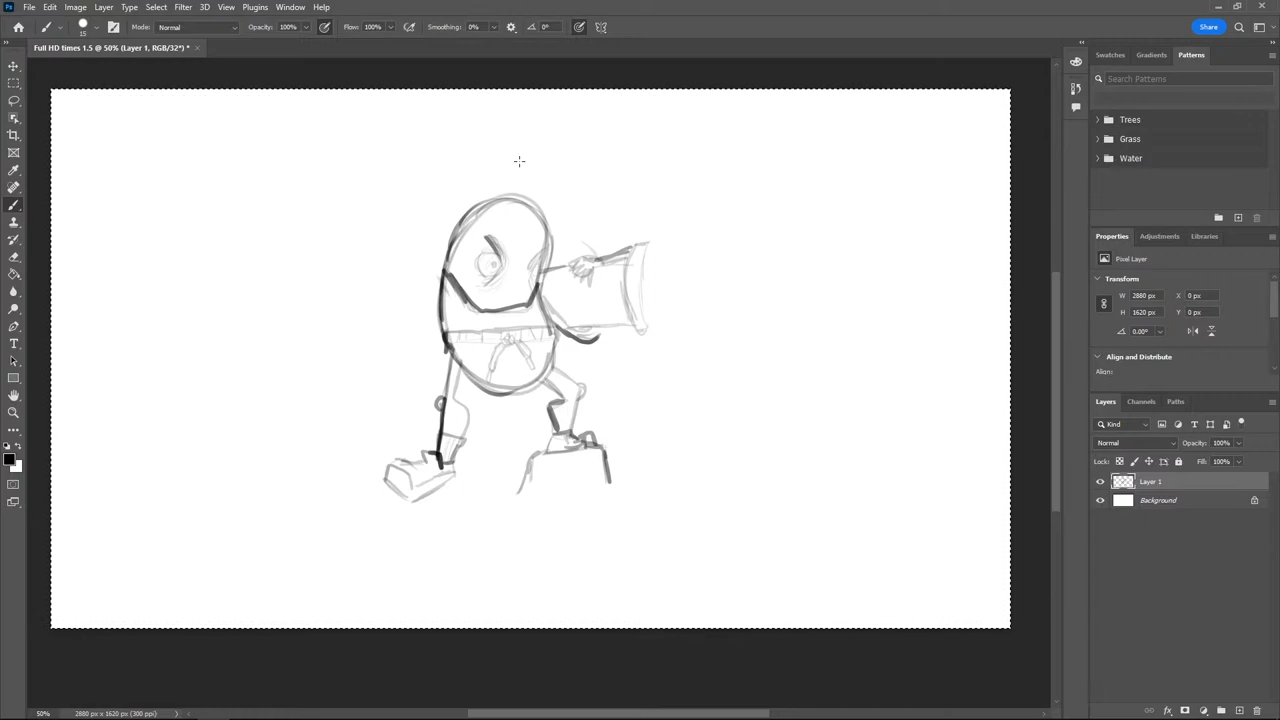 Ps File Edit Image Layer Type Select Filter 3D View Plugins Window Help
15 Mode: Normal Opacity: 100% Flow: 100% Smoothing: 0% 0° Share
Full HD times 1.5 @ 50% (Layer 1, RGB/32*) * ×
Swatches Gradients Patterns
Search Patterns
Trees
Grass
Water
Properties Adjustments Libraries
Pixel Layer
Transform
W 2880 px X 0 px
H 1620 px Y 0 px
0.00°
Align and Distribute
Align:
Layers Channels Paths
Kind
Normal Opacity: 100%
Lock: Fill: 100%
Layer 1
Background
50% 2880 px x 1620 px (300 ppi)